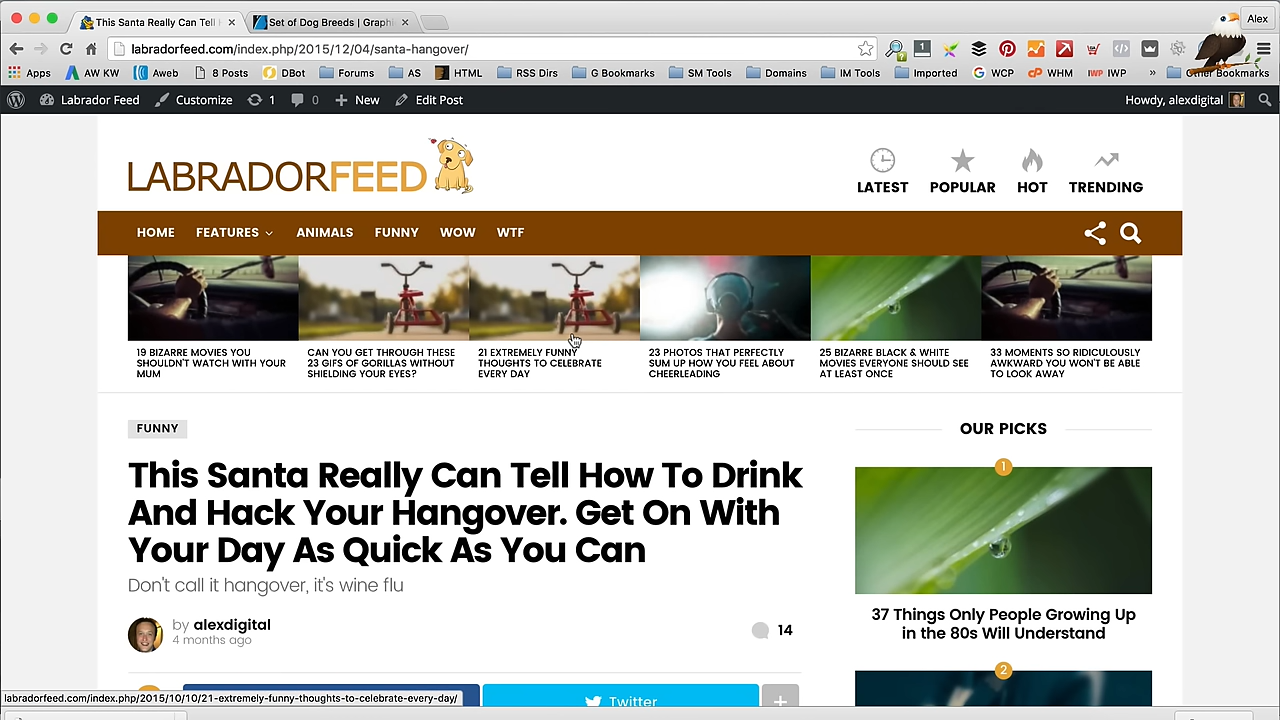 This Santa Really Can Tell
Set of Dog Breeds | Graphi
Alex
labradorfeed.com/index.php/2015/12/04/santa-hangover/
Apps
AW KW
Aweb
8 Posts
DBot
Forums
AS
HTML
RSS Dirs
G Bookmarks
SM Tools
Domains
IM Tools
Imported
WCP
WHM
IWP
Other Bookmarks
Labrador Feed
Customize
1
0
New
Edit Post
Howdy, alexdigital
LABRADORFEED
LATEST
POPULAR
HOT
TRENDING
HOME
FEATURES
ANIMALS
FUNNY
WOW
WTF
19 BIZARRE MOVIES YOU
SHOULDN'T WATCH WITH YOUR
MUM
CAN YOU GET THROUGH THESE
23 GIFS OF GORILLAS WITHOUT
SHIELDING YOUR EYES?
21 EXTREMELY FUNNY
THOUGHTS TO CELEBRATE
EVERY DAY
23 PHOTOS THAT PERFECTLY
SUM UP HOW YOU FEEL ABOUT
CHEERLEADING
25 BIZARRE BLACK & WHITE
MOVIES EVERYONE SHOULD SEE
AT LEAST ONCE
33 MOMENTS SO RIDICULOUSLY
AWKWARD YOU WON'T BE ABLE
TO LOOK AWAY
FUNNY
This Santa Really Can Tell How To Drink
And Hack Your Hangover. Get On With
Your Day As Quick As You Can
Don't call it hangover, it's wine flu
by alexdigital
4 months ago
14
OUR PICKS
1
37 Things Only People Growing Up
in the 80s Will Understand
2
Twitter
labradorfeed.com/index.php/2015/10/10/21-extremely-funny-thoughts-to-celebrate-every-day/